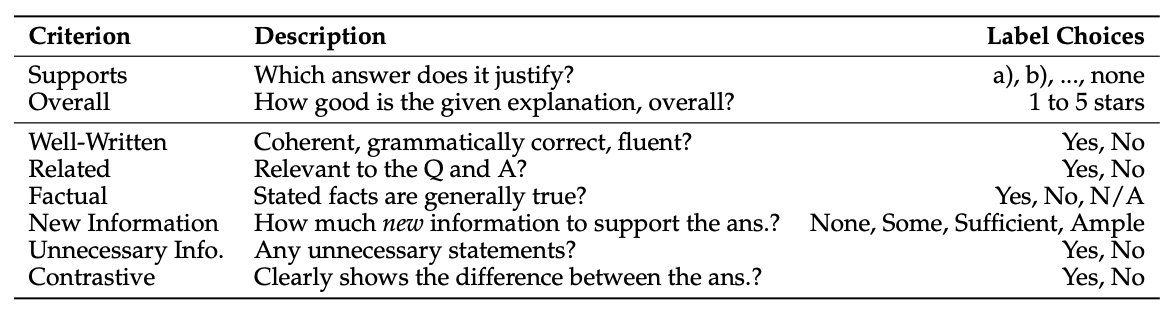 Criterion Description Label Choices
Supports Which answer does it justify? a), b), ..., none
Overall How good is the given explanation, overall? 1 to 5 stars
Well-Written Coherent, grammatically correct, fluent? Yes, No
Related Relevant to the Q and A? Yes, No
Factual Stated facts are generally true? Yes, No, N/A
New Information How much new information to support the ans.? None, Some, Sufficient, Ample
Unnecessary Info. Any unnecessary statements? Yes, No
Contrastive Clearly shows the difference between the ans.? Yes, No